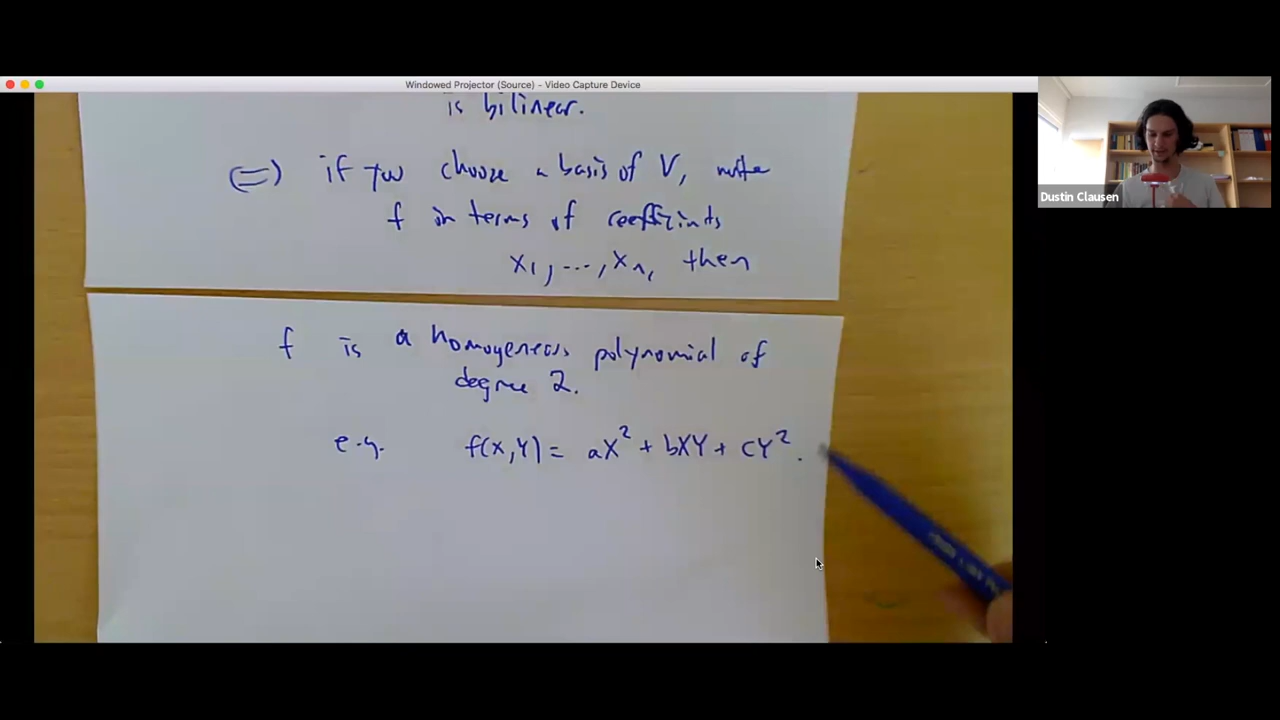 Windowed Projector (Source) - Video Capture Device
is bilinear.
(=) if you choose a basis of V, write
f in terms of coefficients
x₁, ..., xₙ, then
f is a homogeneous polynomial of
degree 2.
e.g. f(X,Y) = aX² + bXY + cY².
Dustin Clausen